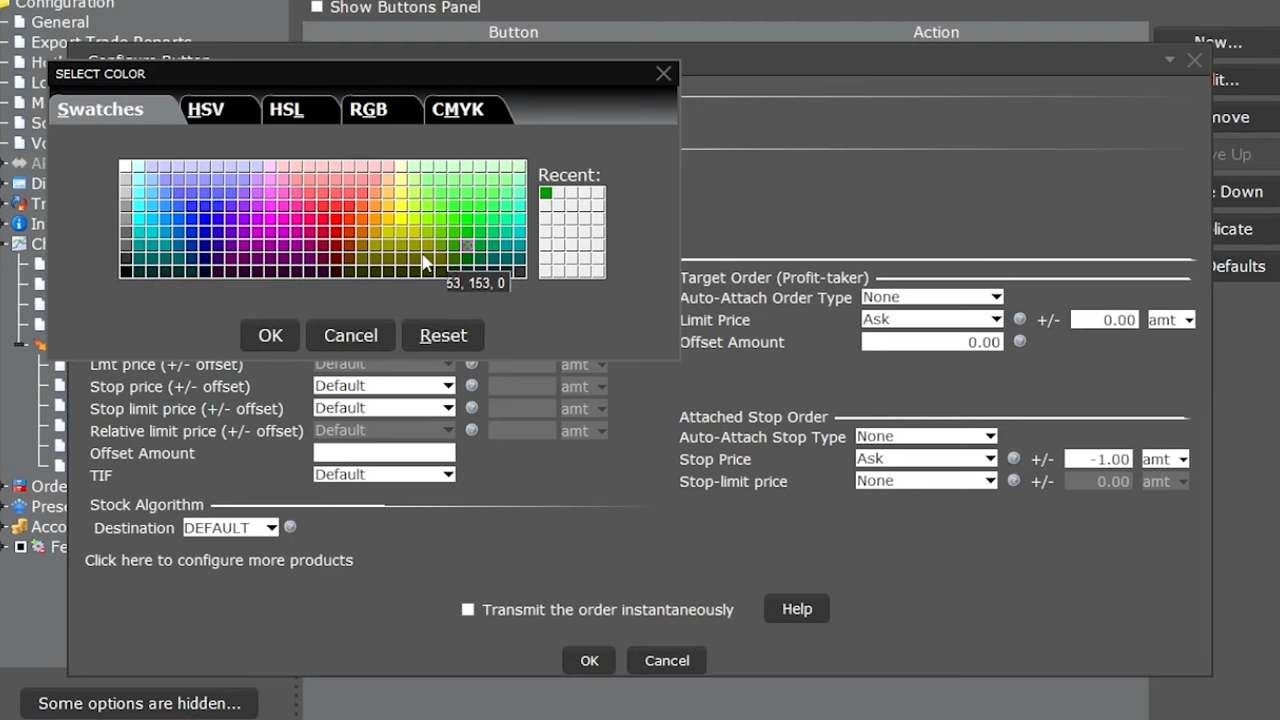 Configuration
Show Buttons Panel
General
Button
Action
Export Trade Reports
New...
Configure Button
SELECT COLOR
Swatches
HSV
HSL
RGB
CMYK
Recent:
53, 153, 0
OK
Cancel
Reset
Target Order (Profit-taker)
Auto-Attach Order Type
None
Limit Price
Ask
+/-
0.00
amt
Offset Amount
0.00
Lmt price (+/- offset)
Default
amt
Stop price (+/- offset)
Default
amt
Stop limit price (+/- offset)
Default
amt
Relative limit price (+/- offset)
Default
amt
Offset Amount
TIF
Default
Attached Stop Order
Auto-Attach Stop Type
None
Stop Price
Ask
+/-
-1.00
amt
Stop-limit price
None
+/-
0.00
amt
Stock Algorithm
Destination
DEFAULT
Click here to configure more products
Transmit the order instantaneously
Help
OK
Cancel
Some options are hidden...